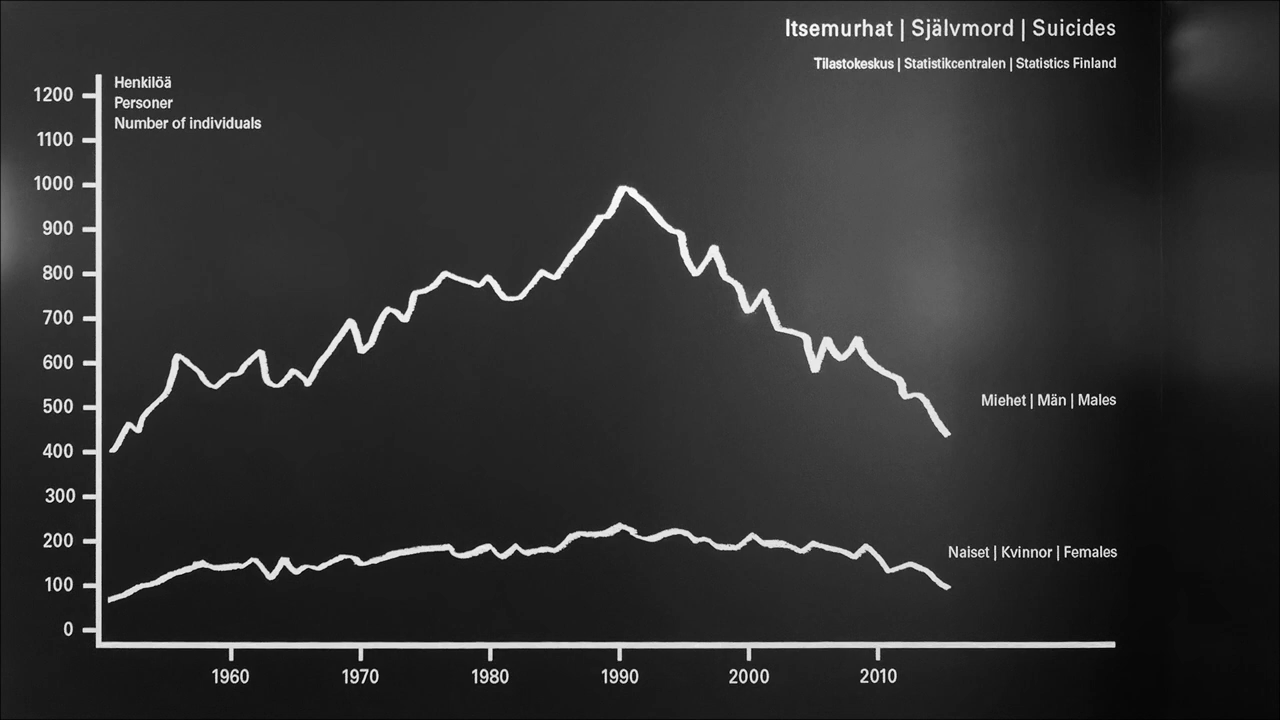 Itsemurhat | Självmord | Suicides
Tilastokeskus | Statistikcentralen | Statistics Finland
Henkilöä
Personer
Number of individuals
1200
1100
1000
900
800
700
600
500
400
300
200
100
0
Miehet | Män | Males
Naiset | Kvinnor | Females
1960 1970 1980 1990 2000 2010